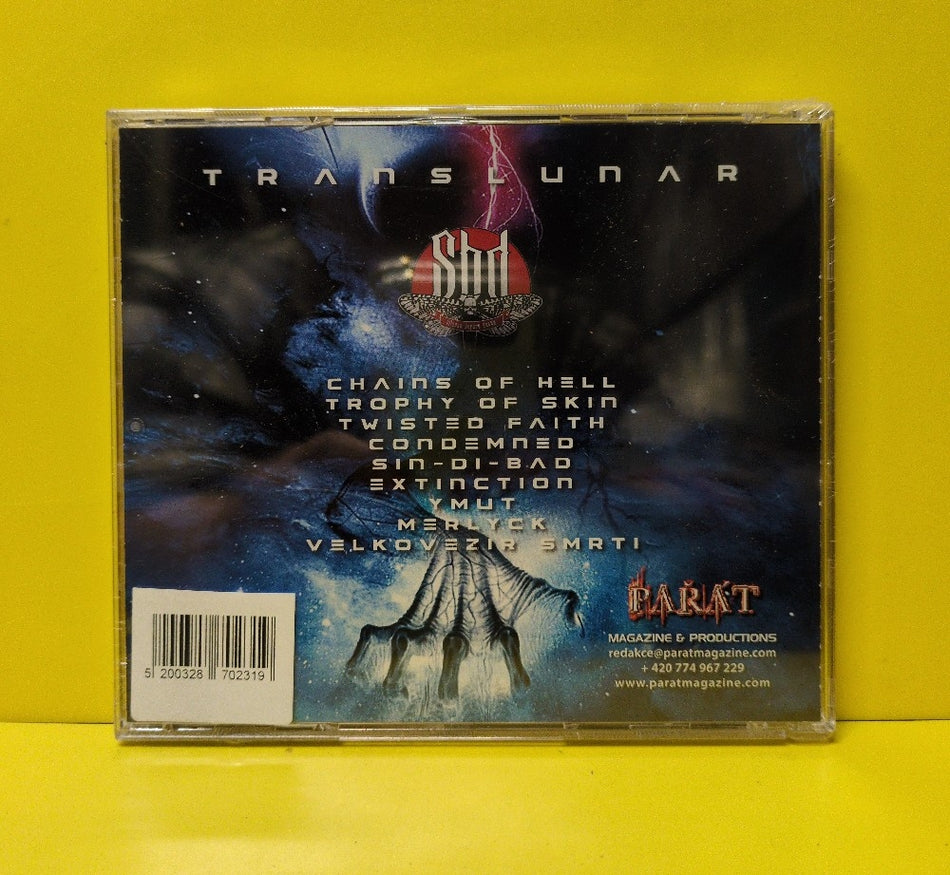 TRANSLUNAR
Shd
CHAINS OF HELL
TROPHY OF SKIN
TWISTED FAITH
CONDEMNED
SIN-DI-BAD
EXTINCTION
YMUT
MERLYCK
VELKOVEZIR SMRTI
PAŘÁT
MAGAZINE & PRODUCTIONS
redakce@paratmagazine.com
+ 420 774 967 229
www.paratmagazine.com
5 200328 702319